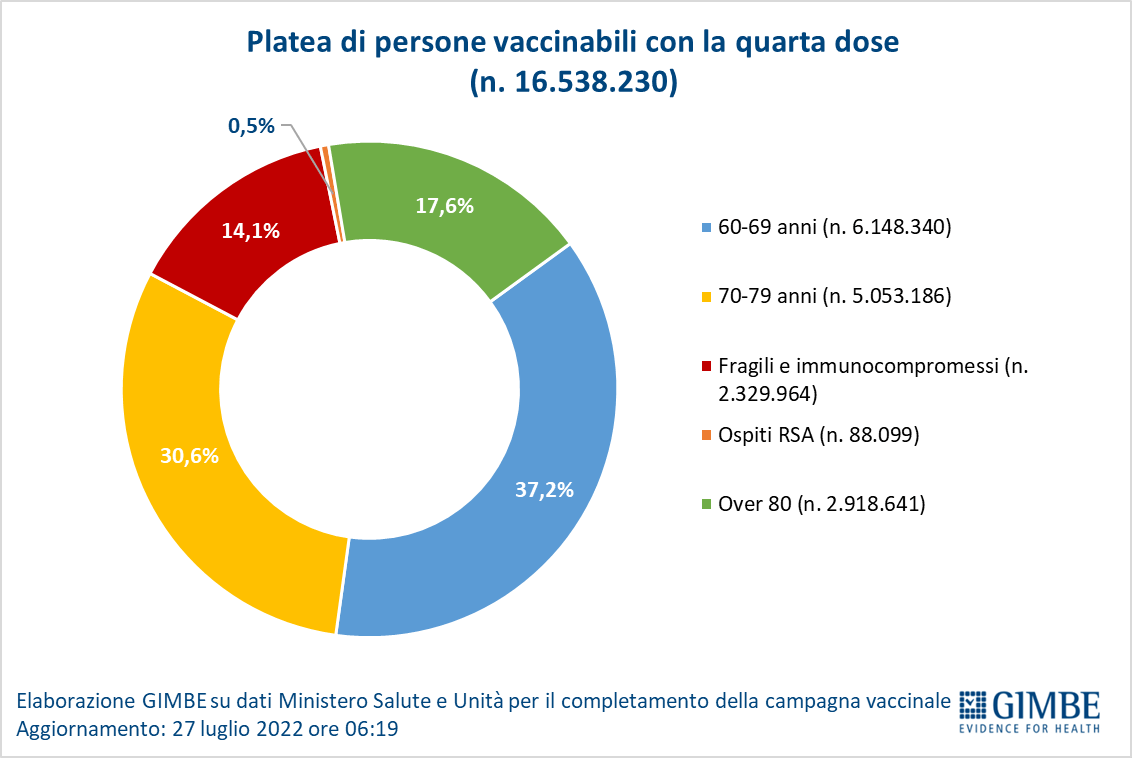 Platea di persone vaccinabili con la quarta dose
(n. 16.538.230)
0,5%
17,6%
14,1%
30,6%
37,2%
60-69 anni (n. 6.148.340)
70-79 anni (n. 5.053.186)
Fragili e immunocompromessi (n.
2.329.964)
Ospiti RSA (n. 88.099)
Over 80 (n. 2.918.641)
Elaborazione GIMBE su dati Ministero Salute e Unità per il completamento della campagna vaccinale
Aggiornamento: 27 luglio 2022 ore 06:19
GIMBE
EVIDENCE FOR HEALTH